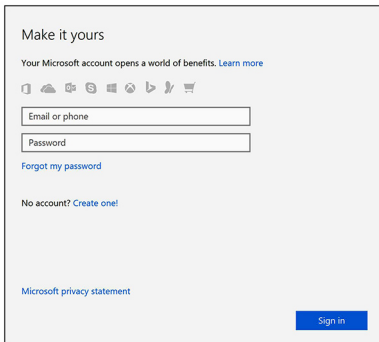 Make it yours
Your Microsoft account opens a world of benefits. Learn more
Email or phone
Password
Forgot my password
No account? Create one!
Microsoft privacy statement
Sign in